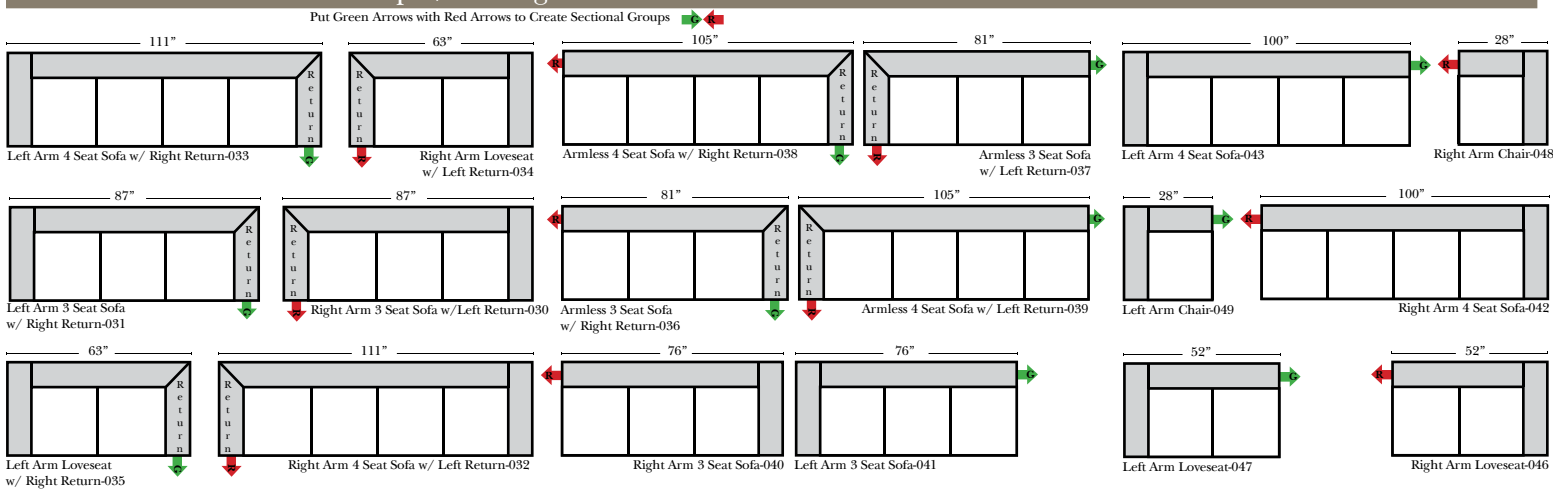 Put Green Arrows with Red Arrows to Create Sectional Groups G R
111” 63” 105” 81” 100” 28”
Return Return R Return Return G G R
G R G R
Left Arm 4 Seat Sofa w/ Right Return-033
Right Arm Loveseat
w/ Left Return-034
Armless 4 Seat Sofa w/ Right Return-038
Armless 3 Seat Sofa
w/ Left Return-037
Left Arm 4 Seat Sofa-043
Right Arm Chair-048
87” 87” 81” 105” 28” 100”
Return Return R Return Return G G R
G R G R
Left Arm 3 Seat Sofa
w/ Right Return-031
Right Arm 3 Seat Sofa w/Left Return-030
Armless 3 Seat Sofa
w/ Right Return-036
Armless 4 Seat Sofa w/ Left Return-039
Left Arm Chair-049
Right Arm 4 Seat Sofa-042
63” 111” 76” 76” 52” 52”
Return Return R G G R
G R
Left Arm Loveseat
w/ Right Return-035
Right Arm 4 Seat Sofa w/ Left Return-032
Right Arm 3 Seat Sofa-040
Left Arm 3 Seat Sofa-041
Left Arm Loveseat-047
Right Arm Loveseat-046